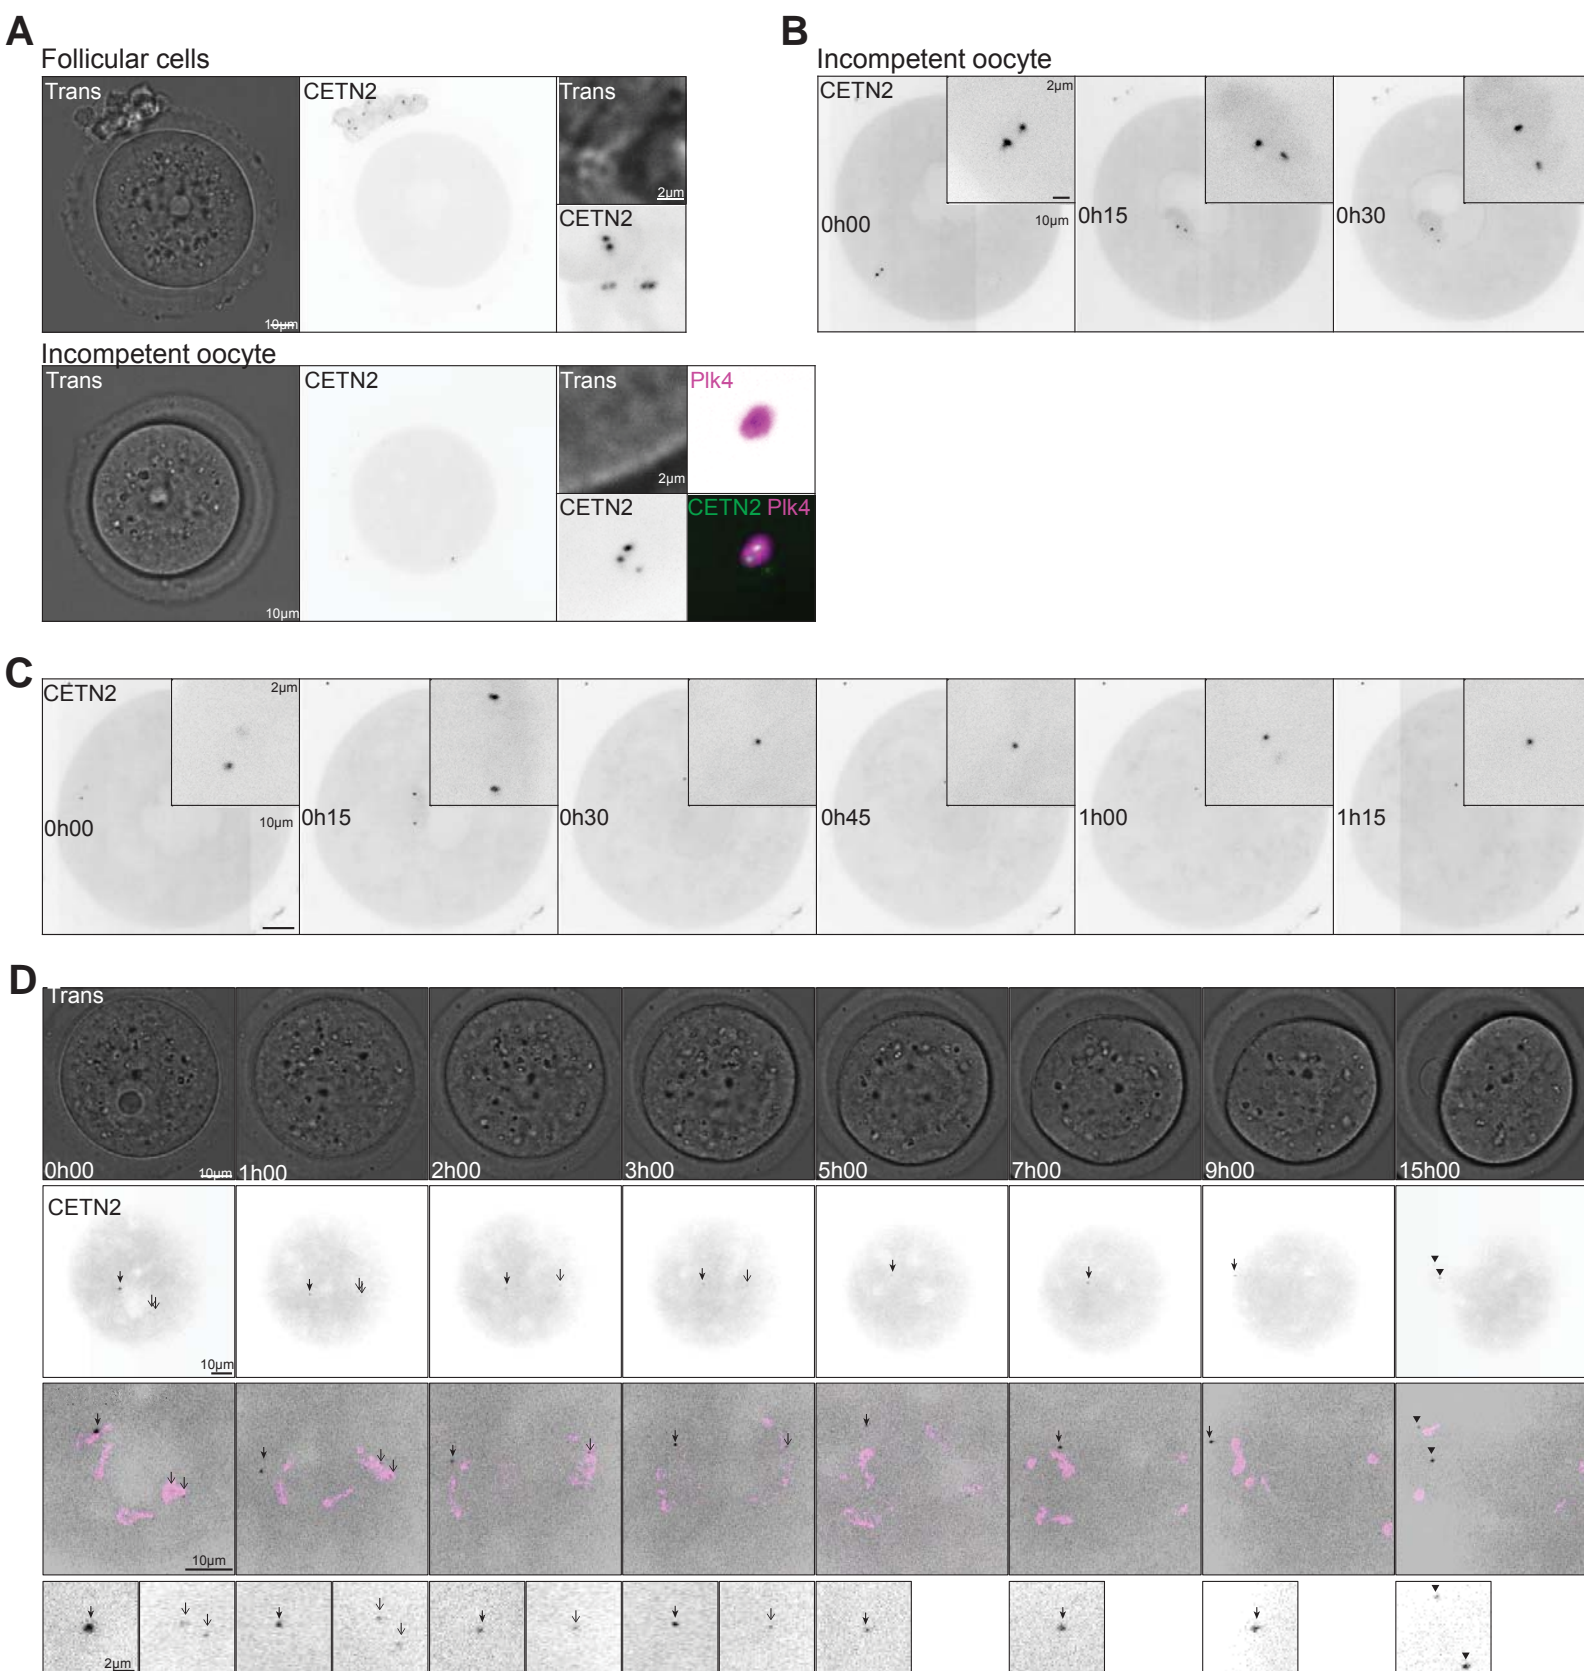 A
Follicular cells
Trans
CETN2
Trans
2µm
CETN2
10µm
Incompetent oocyte
Trans
CETN2
Trans
Plk4
2µm
CETN2
CETN2 Plk4
10µm
B
Incompetent oocyte
CETN2
2µm
0h00
10µm
0h15
0h30
C
CETN2
2µm
0h00
10µm
0h15
0h30
0h45
1h00
1h15
D
Trans
0h00
10µm
1h00
2h00
3h00
5h00
7h00
9h00
15h00
CETN2
10µm
10µm
2µm